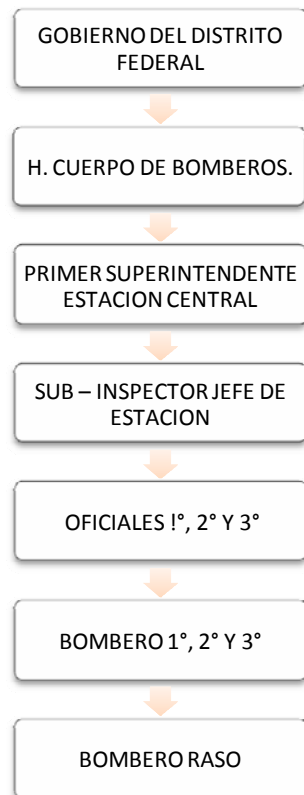 GOBIERNO DEL DISTRITO
FEDERAL
H. CUERPO DE BOMBEROS.
PRIMER SUPERINTENDENTE
ESTACION CENTRAL
SUB – INSPECTOR JEFE DE
ESTACION
OFICIALES !°, 2° Y 3°
BOMBERO 1°, 2° Y 3°
BOMBERO RASO